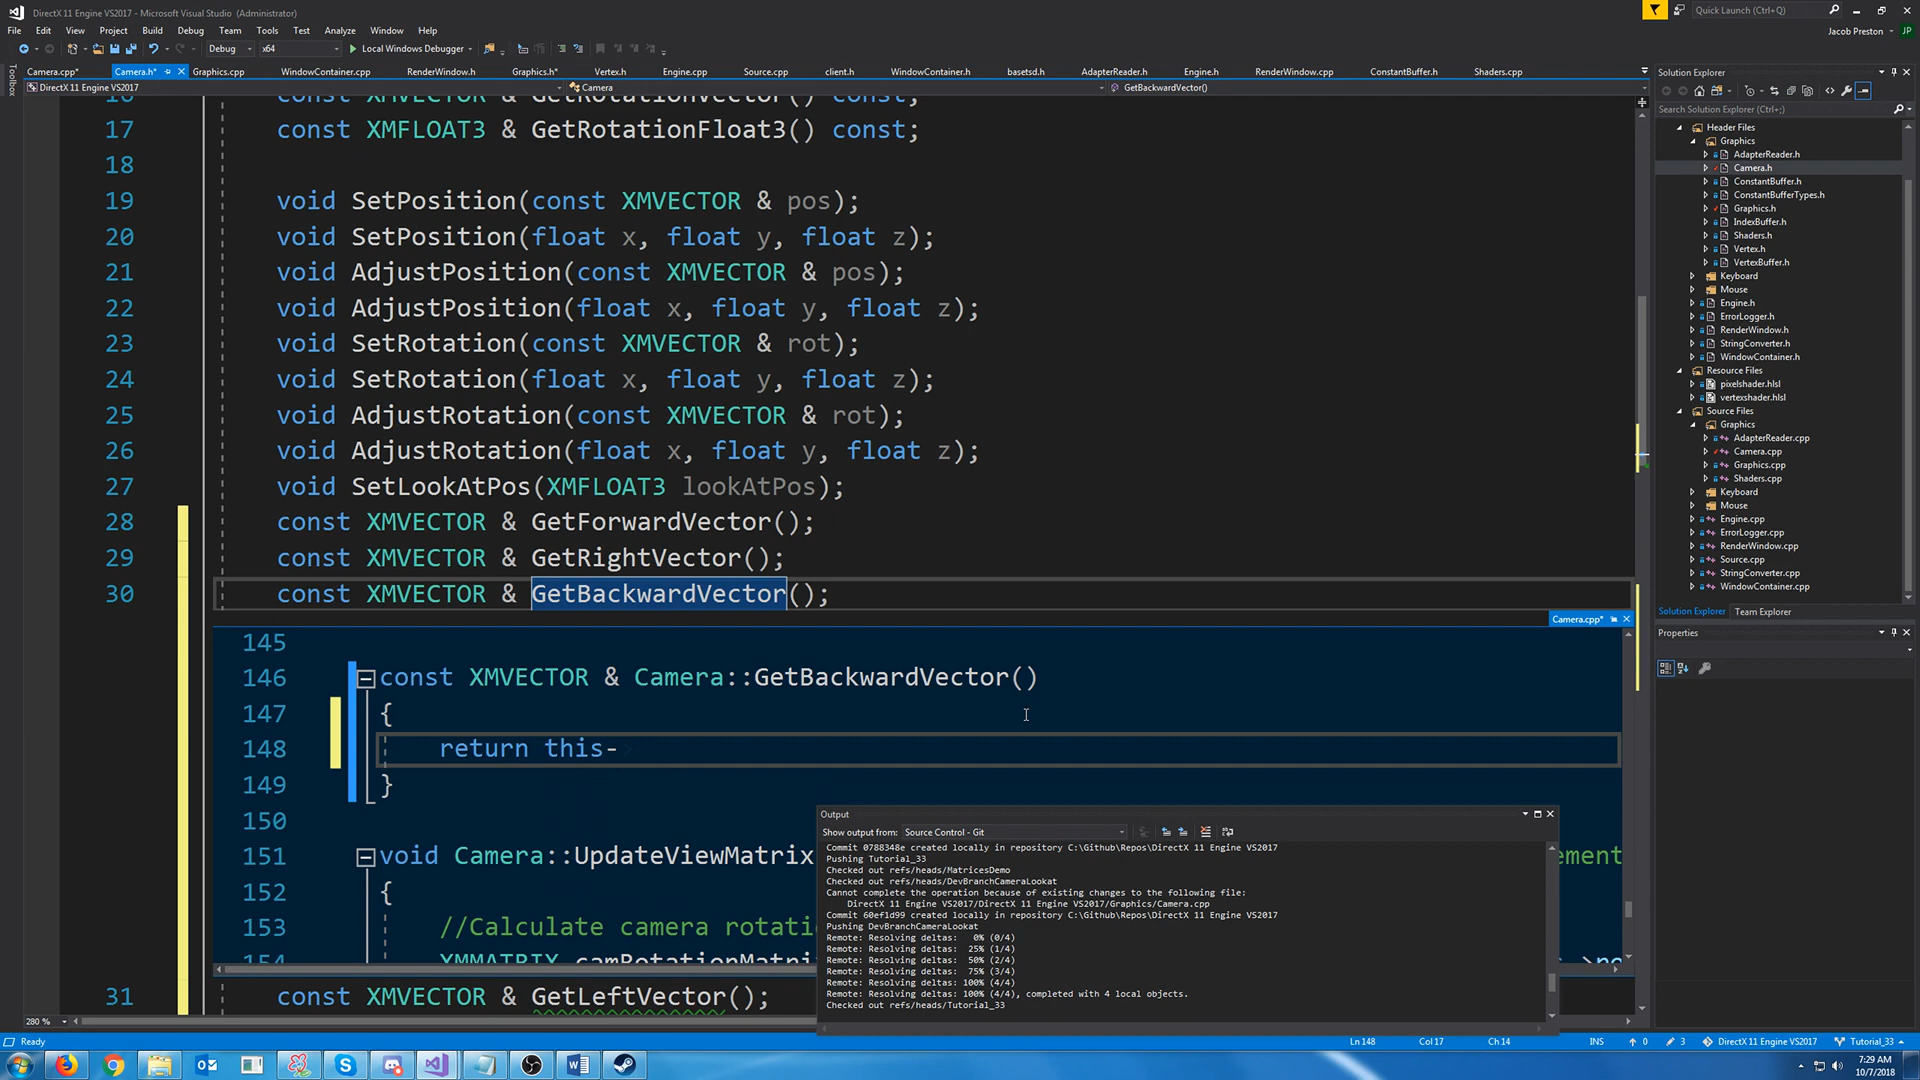 DirectX 11 Engine VS2017 - Microsoft Visual Studio (Administrator)
Quick Launch (Ctrl+Q)
File Edit View Project Build Debug Team Tools Test Analyze Window Help
Jacob Preston JP
Debug x64 Local Windows Debugger
Toolbox
Camera.cpp* Camera.h* Graphics.cpp WindowContainer.cpp RenderWindow.h Graphics.h* Vertex.h Engine.cpp Source.cpp client.h WindowContainer.h basetsd.h AdapterReader.h Engine.h RenderWindow.cpp ConstantBuffer.h Shaders.cpp
DirectX 11 Engine VS2017 Camera GetBackwardVector()
16 const XMVECTOR & GetRotationVector() const;
17 const XMFLOAT3 & GetRotationFloat3() const;
18
19 void SetPosition(const XMVECTOR & pos);
20 void SetPosition(float x, float y, float z);
21 void AdjustPosition(const XMVECTOR & pos);
22 void AdjustPosition(float x, float y, float z);
23 void SetRotation(const XMVECTOR & rot);
24 void SetRotation(float x, float y, float z);
25 void AdjustRotation(const XMVECTOR & rot);
26 void AdjustRotation(float x, float y, float z);
27 void SetLookAtPos(XMFLOAT3 lookAtPos);
28 const XMVECTOR & GetForwardVector();
29 const XMVECTOR & GetRightVector();
30 const XMVECTOR & GetBackwardVector();
Camera.cpp*
145
146 const XMVECTOR & Camera::GetBackwardVector()
147 {
148 return this-
149 }
150
151 void Camera::UpdateViewMatrix
152 {
153 //Calculate camera rotati
154 XMMATRIX camRotationMatri
31 const XMVECTOR & GetLeftVector();
280 %
Output
Show output from: Source Control - Git
Commit 0788348e created locally in repository C:\Github\Repos\DirectX 11 Engine VS2017
Pushing Tutorial_33
Checked out refs/heads/MatricesDemo
Checked out refs/heads/DevBranchCameraLookat
Cannot complete the operation because of existing changes to the following file:
DirectX 11 Engine VS2017/DirectX 11 Engine VS2017/Graphics/Camera.cpp
Commit 60ef1d99 created locally in repository C:\Github\Repos\DirectX 11 Engine VS2017
Pushing DevBranchCameraLookat
Remote: Resolving deltas: 0% (0/4)
Remote: Resolving deltas: 25% (1/4)
Remote: Resolving deltas: 50% (2/4)
Remote: Resolving deltas: 75% (3/4)
Remote: Resolving deltas: 100% (4/4)
Remote: Resolving deltas: 100% (4/4), completed with 4 local objects.
Checked out refs/heads/Tutorial_33
Solution Explorer
Search Solution Explorer (Ctrl+;)
Header Files
Graphics
AdapterReader.h
Camera.h
ConstantBuffer.h
ConstantBufferTypes.h
Graphics.h
IndexBuffer.h
Shaders.h
Vertex.h
VertexBuffer.h
Keyboard
Mouse
Engine.h
ErrorLogger.h
RenderWindow.h
StringConverter.h
WindowContainer.h
Resource Files
pixelshader.hlsl
vertexshader.hlsl
Source Files
Graphics
AdapterReader.cpp
Camera.cpp
Graphics.cpp
Shaders.cpp
Keyboard
Mouse
Engine.cpp
ErrorLogger.cpp
RenderWindow.cpp
Source.cpp
StringConverter.cpp
WindowContainer.cpp
Solution Explorer Team Explorer
Properties
Ready Ln 148 Col 17 Ch 14 INS 0 3 DirectX 11 Engine VS2017 Tutorial_33
7:29 AM
10/7/2018